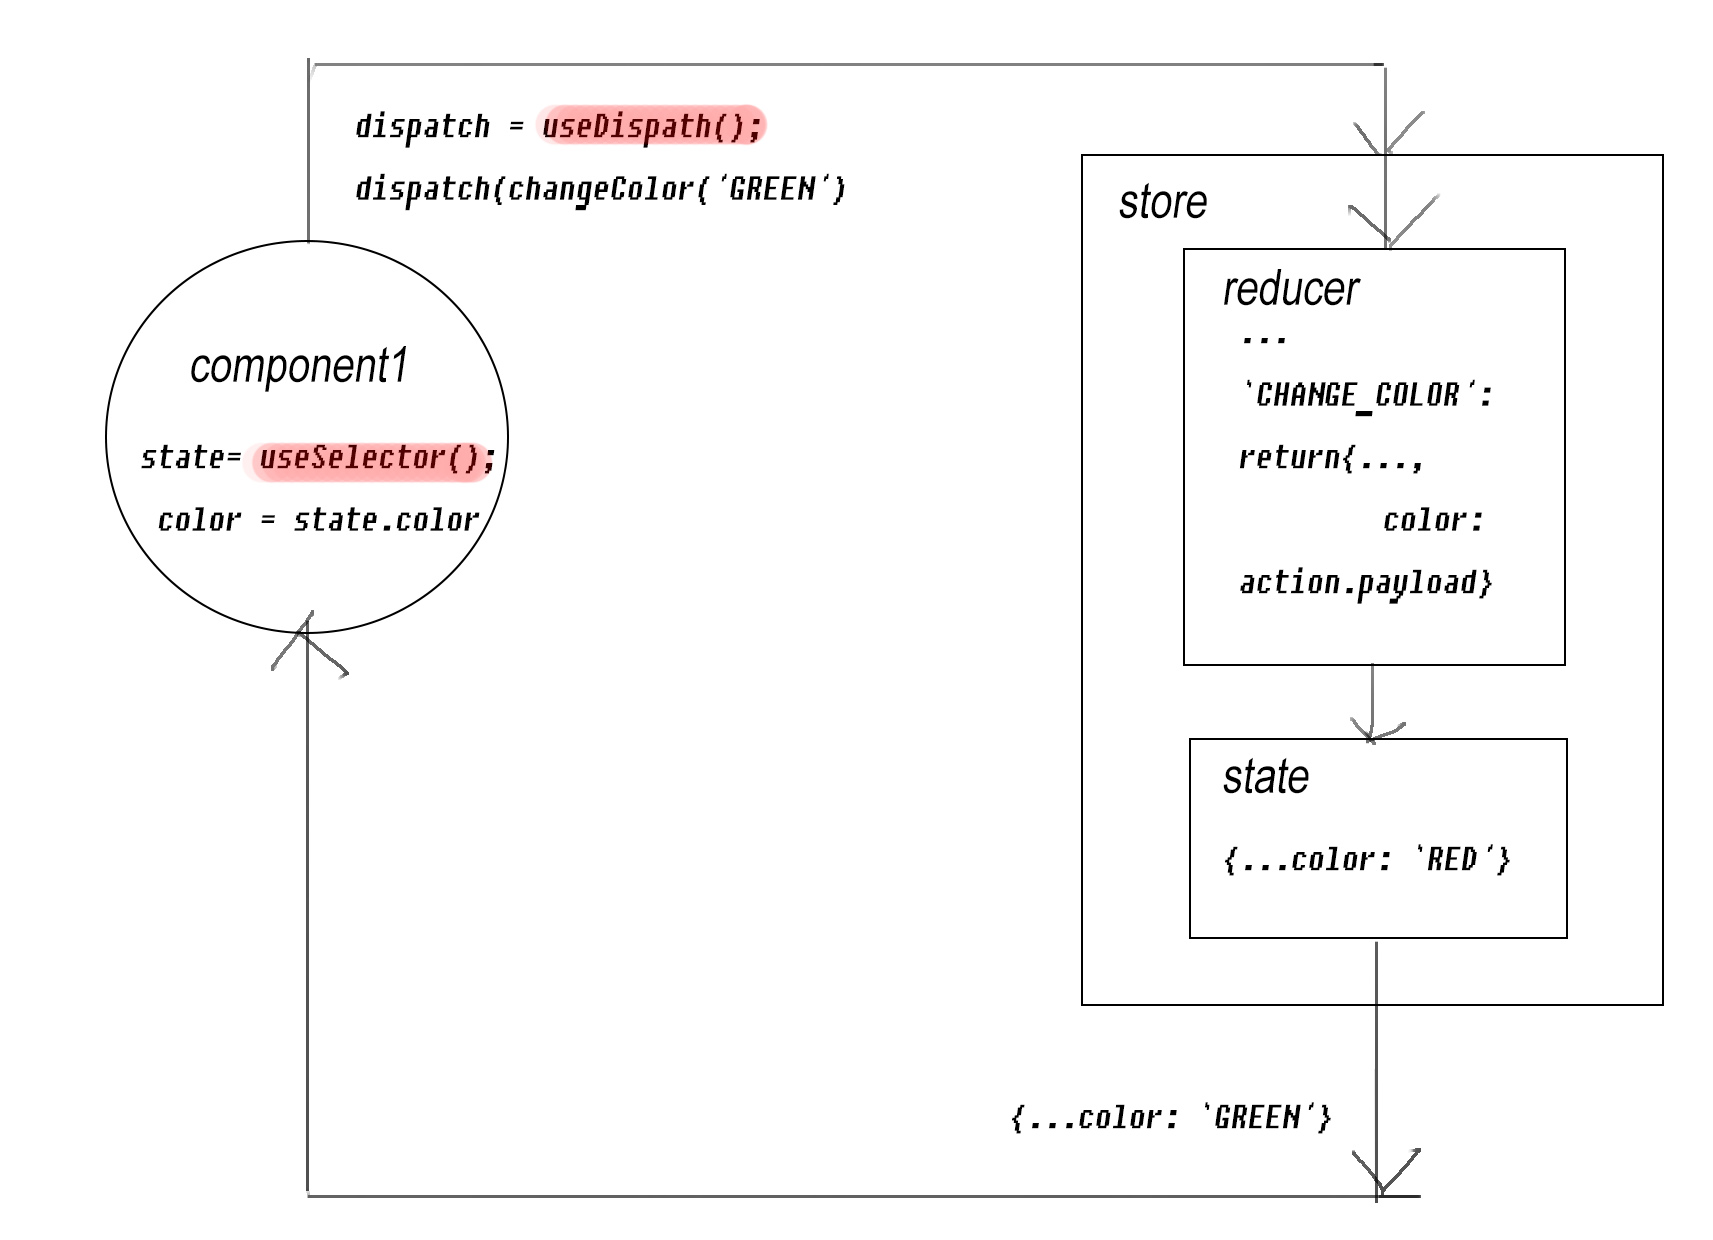 dispatch = useDispath();
dispatch(changeColor(‘GREEN’)
component1
state= useSelector();
color = state.color
store
reducer
...
‘CHANGE_COLOR’:
return{...,
color:
action.payload}
state
{...color: ‘RED’}
{...color: ‘GREEN’}